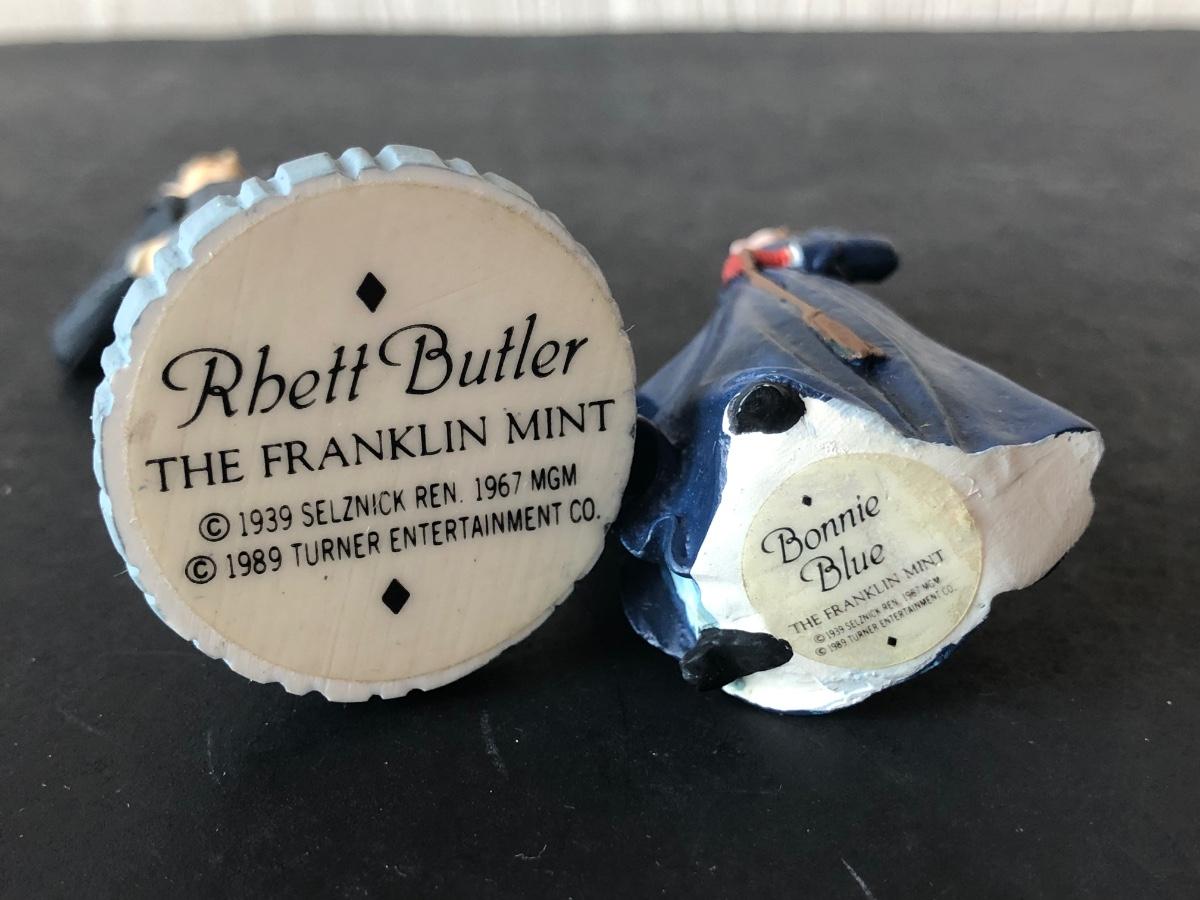 Rhett Butler
THE FRANKLIN MINT
© 1939 SELZNICK REN. 1967 MGM
© 1989 TURNER ENTERTAINMENT CO.
Bonnie
Blue
THE FRANKLIN MINT
© 1939 SELZNICK REN. 1967 MGM
© 1989 TURNER ENTERTAINMENT CO.